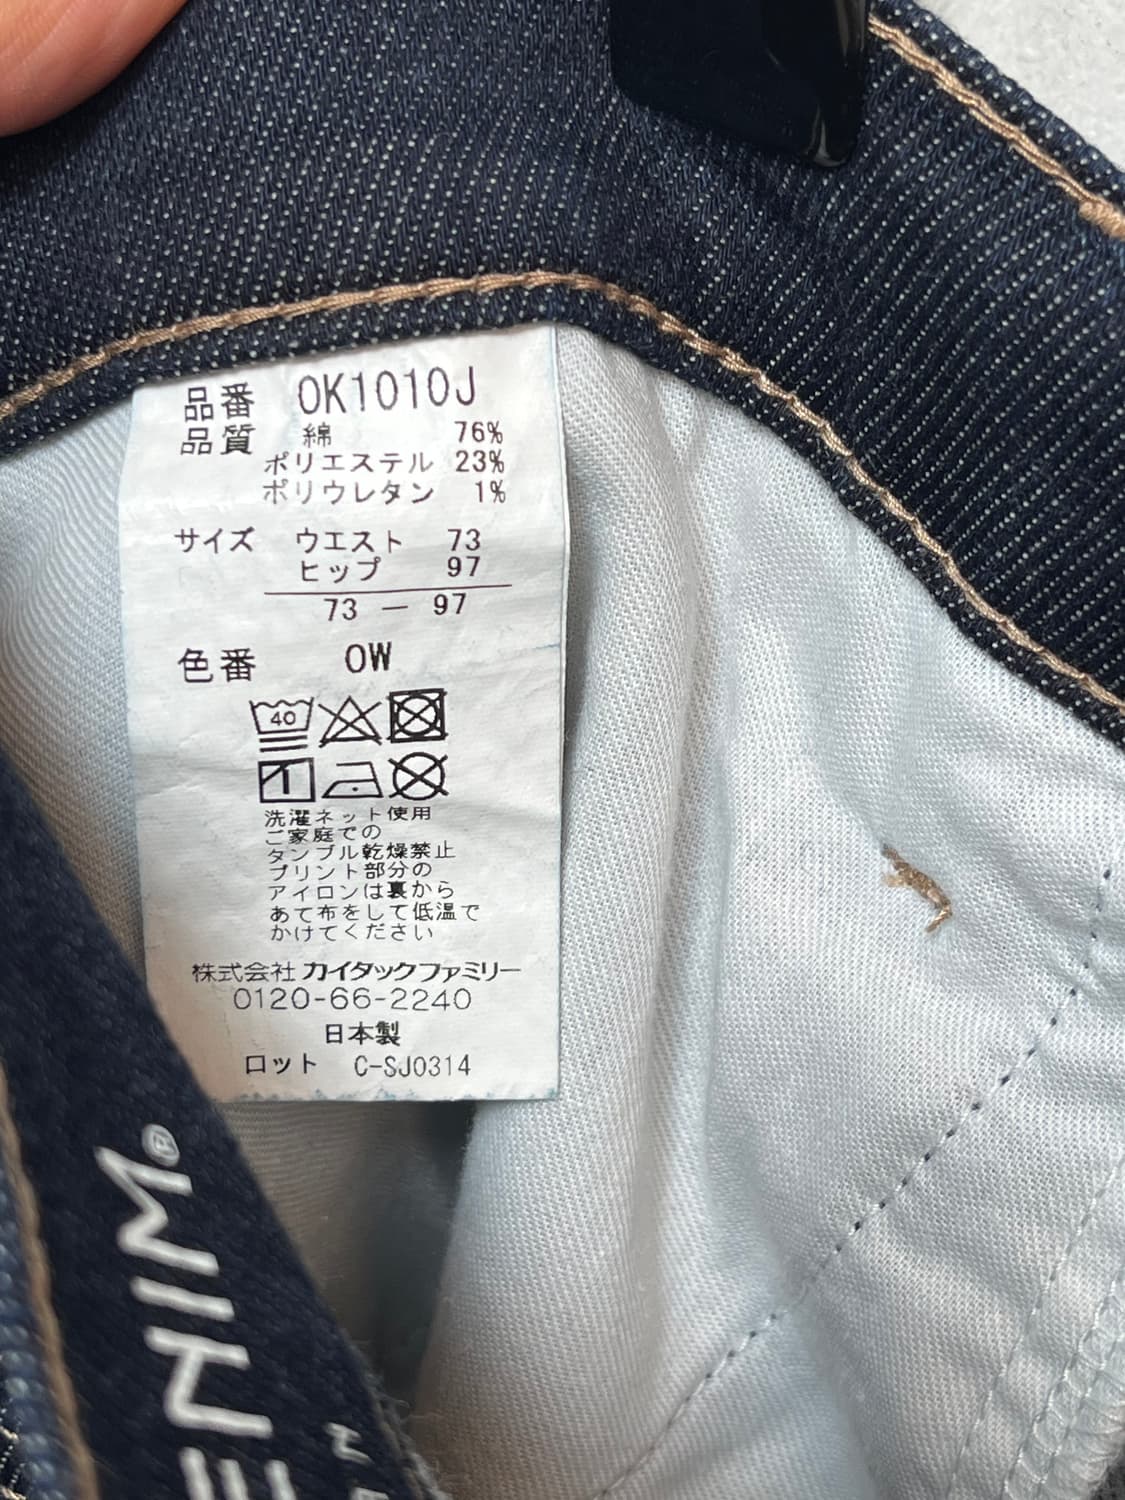 品番 OK1010J
品質 綿 76%
ポリエステル 23%
ポリウレタン 1%
サイズ ウエスト 73
ヒップ 97
73 — 97
色番 OW
40
洗濯ネット使用
ご家庭での
タンブル乾燥禁止
プリント部分の
アイロンは裏から
あて布をして低温で
かけてください
株式会社 カイタックファミリー
0120-66-2240
日本製
ロット C-SJ0314